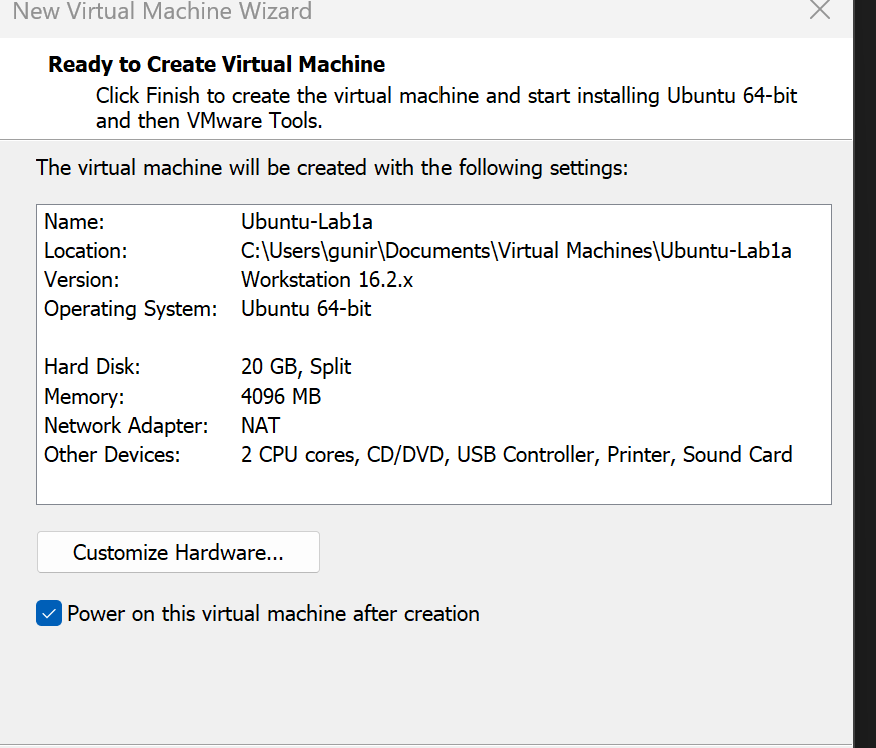 New Virtual Machine Wizard
Ready to Create Virtual Machine
Click Finish to create the virtual machine and start installing Ubuntu 64-bit
and then VMware Tools.
The virtual machine will be created with the following settings:
Name: Ubuntu-Lab1a
Location: C:\Users\gunir\Documents\Virtual Machines\Ubuntu-Lab1a
Version: Workstation 16.2.x
Operating System: Ubuntu 64-bit
Hard Disk: 20 GB, Split
Memory: 4096 MB
Network Adapter: NAT
Other Devices: 2 CPU cores, CD/DVD, USB Controller, Printer, Sound Card
Customize Hardware...
Power on this virtual machine after creation